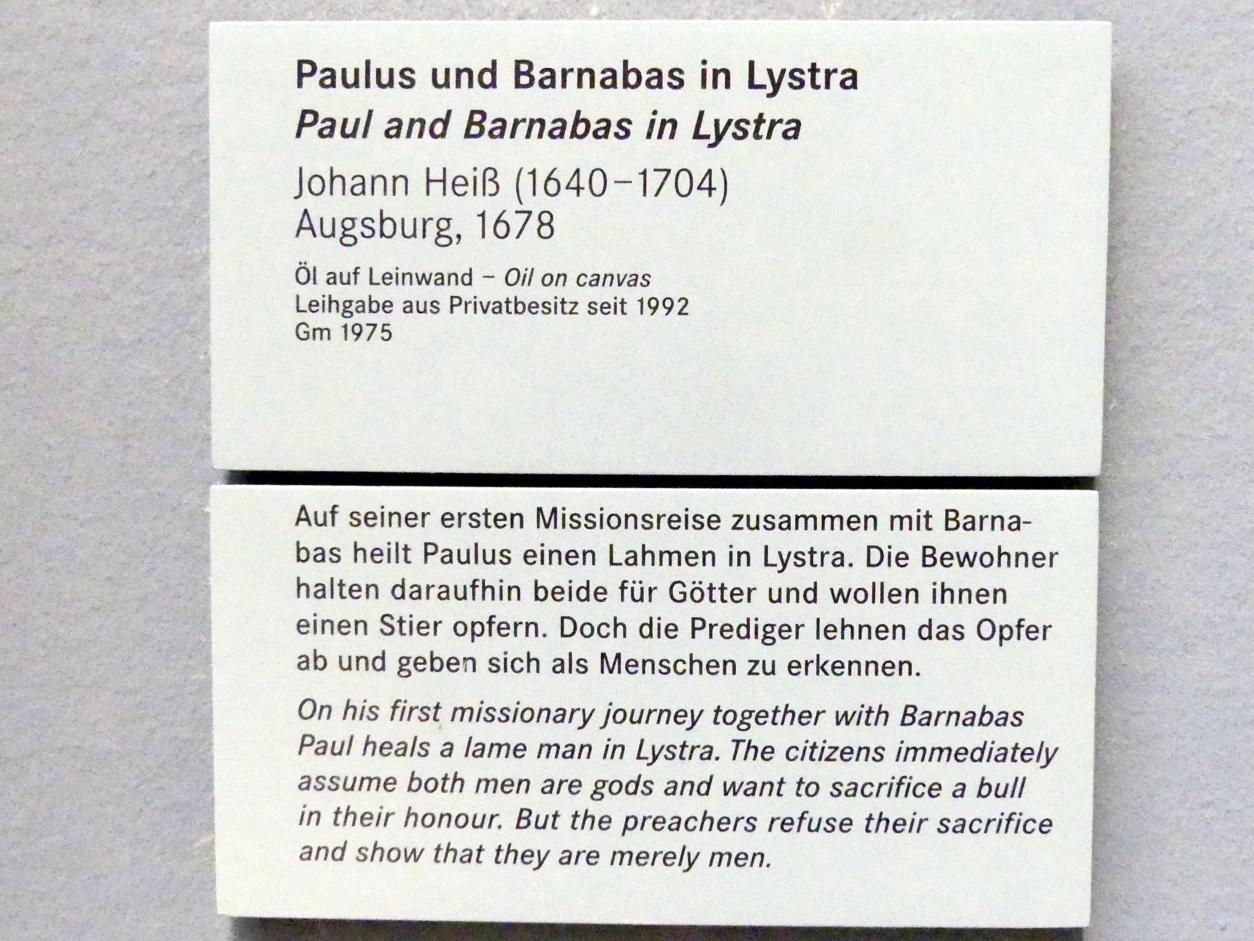 Paulus und Barnabas in Lystra
Paul and Barnabas in Lystra
Johann Heiß (1640–1704)
Augsburg, 1678
Öl auf Leinwand – Oil on canvas
Leihgabe aus Privatbesitz seit 1992
Gm 1975
Auf seiner ersten Missionsreise zusammen mit Barna-
bas heilt Paulus einen Lahmen in Lystra. Die Bewohner
halten daraufhin beide für Götter und wollen ihnen
einen Stier opfern. Doch die Prediger lehnen das Opfer
ab und geben sich als Menschen zu erkennen.
On his first missionary journey together with Barnabas
Paul heals a lame man in Lystra. The citizens immediately
assume both men are gods and want to sacrifice a bull
in their honour. But the preachers refuse their sacrifice
and show that they are merely men.